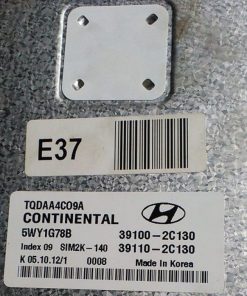 E37
TQDAA4C09A
CONTINENTAL
5WY1G78B 39100-2C130
Index 09 SIM2K-140 39110-2C130
K 05.10.12/1 0008 Made in Korea